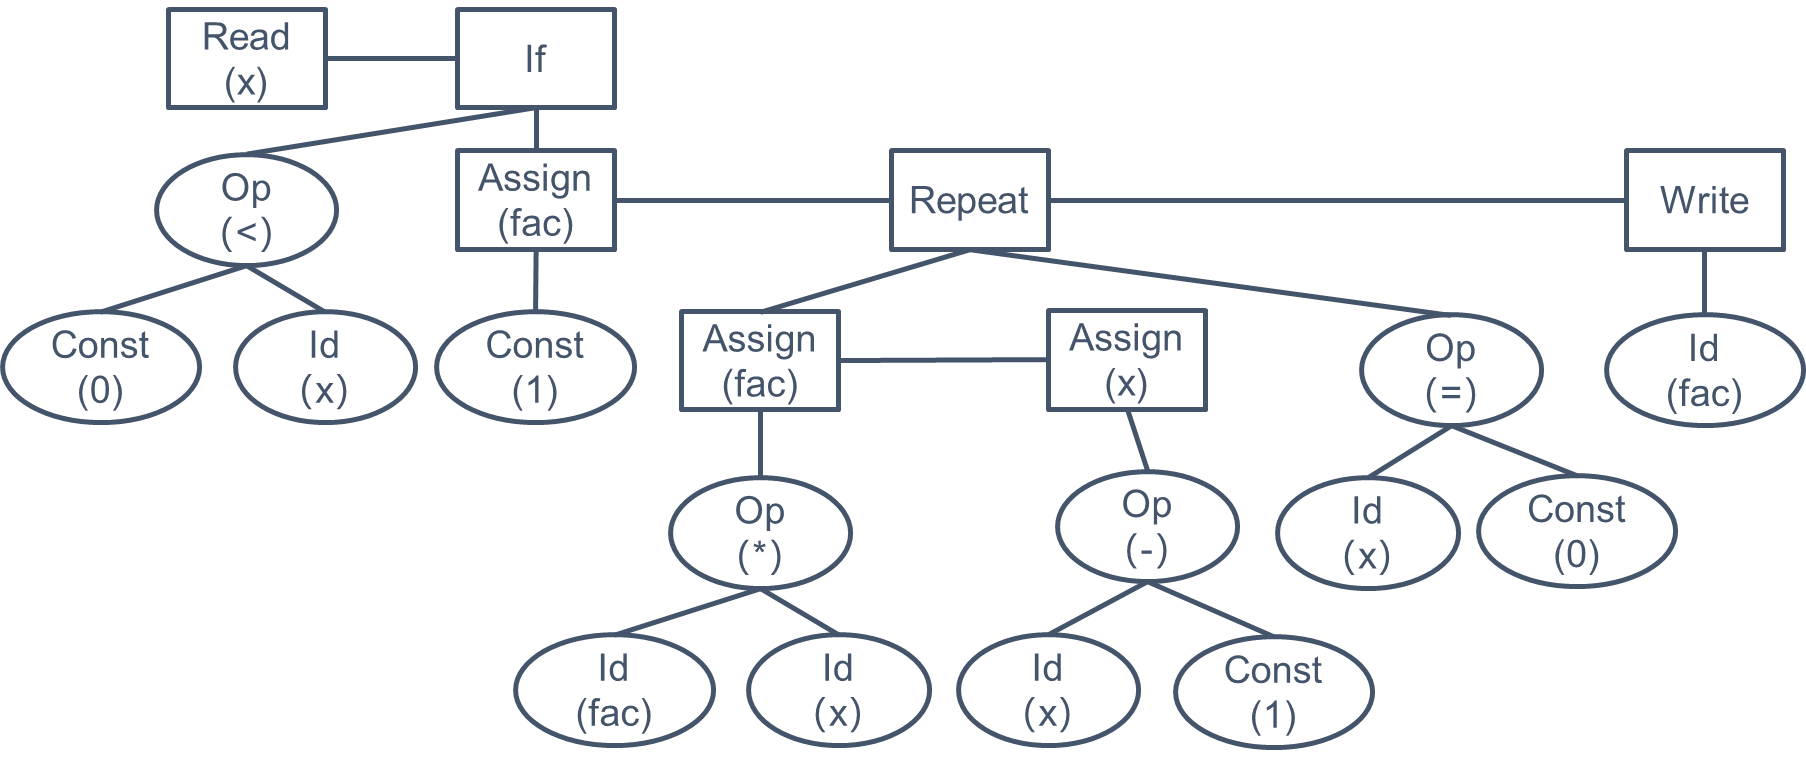 Read
(x)
If
Op
(<)
Assign
(fac)
Repeat
Write
Const
(0)
Id
(x)
Const
(1)
Assign
(fac)
Assign
(x)
Op
(=)
Id
(fac)
Op
(*)
Op
(-)
Id
(x)
Const
(0)
Id
(fac)
Id
(x)
Id
(x)
Const
(1)